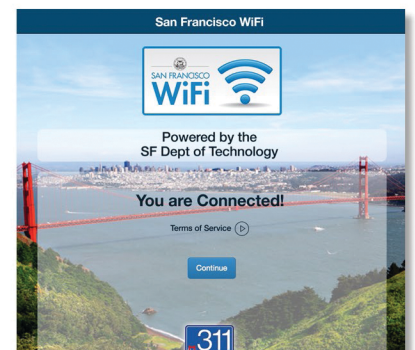 San Francisco WiFi
SAN FRANCISCO
WiFi
Powered by the
SF Dept of Technology
You are Connected!
Terms of Service
Continue
311